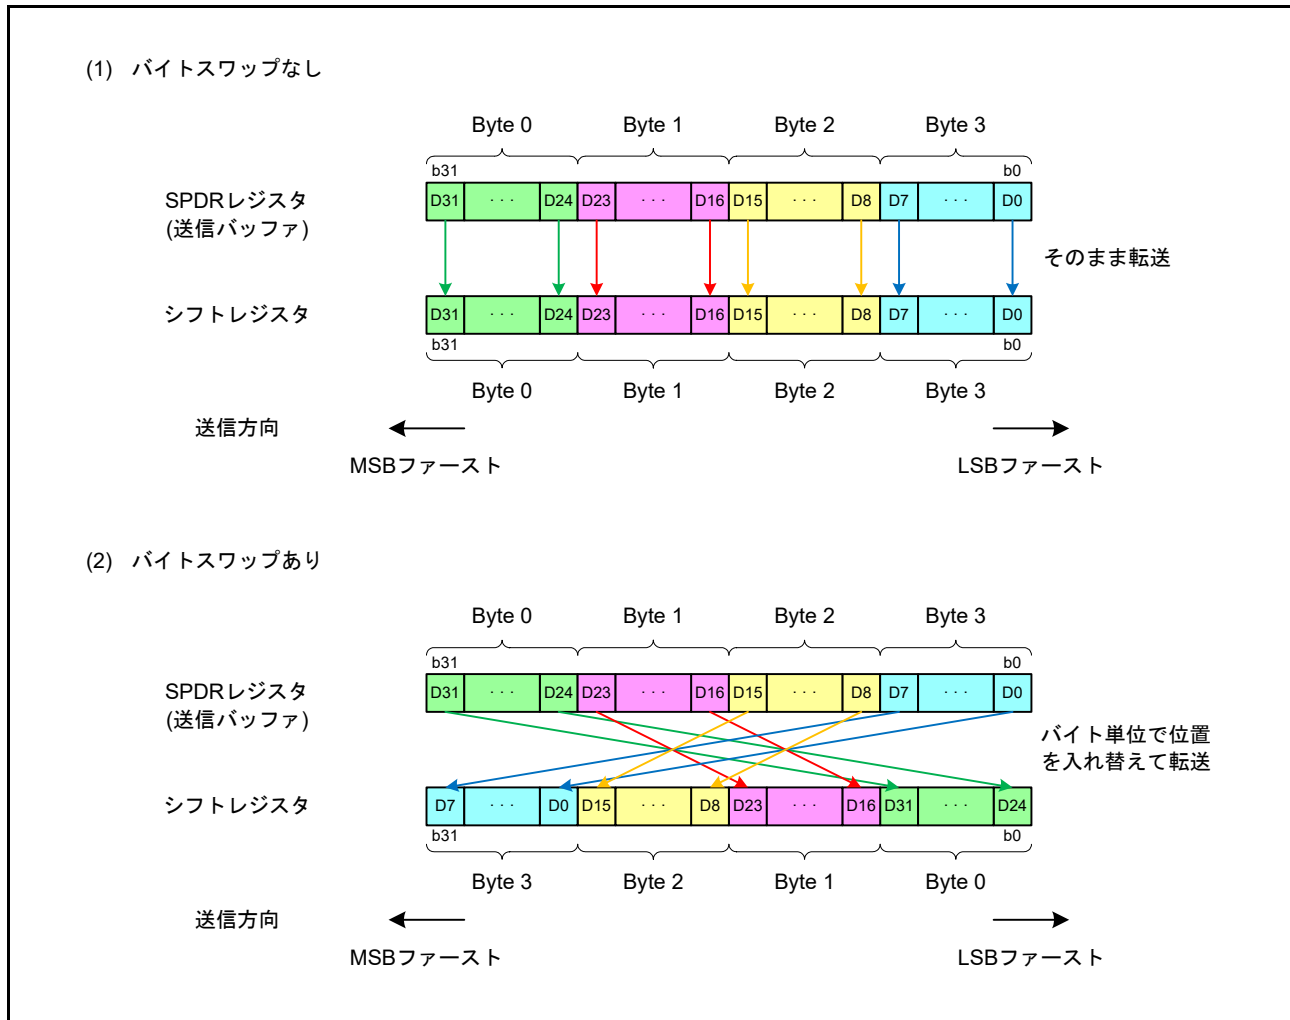 (1) バイトスワップなし
Byte 0 Byte 1 Byte 2 Byte 3
b31 b0
SPDRレジスタ
(送信バッファ)
D31 ··· D24 D23 ··· D16 D15 ··· D8 D7 ··· D0
そのまま転送
シフトレジスタ
D31 ··· D24 D23 ··· D16 D15 ··· D8 D7 ··· D0
b31 b0
Byte 0 Byte 1 Byte 2 Byte 3
送信方向
MSBファースト LSBファースト
(2) バイトスワップあり
Byte 0 Byte 1 Byte 2 Byte 3
b31 b0
SPDRレジスタ
(送信バッファ)
D31 ··· D24 D23 ··· D16 D15 ··· D8 D7 ··· D0
バイト単位で位置
を入れ替えて転送
シフトレジスタ
D7 ··· D0 D15 ··· D8 D23 ··· D16 D31 ··· D24
b31 b0
Byte 3 Byte 2 Byte 1 Byte 0
送信方向
MSBファースト LSBファースト